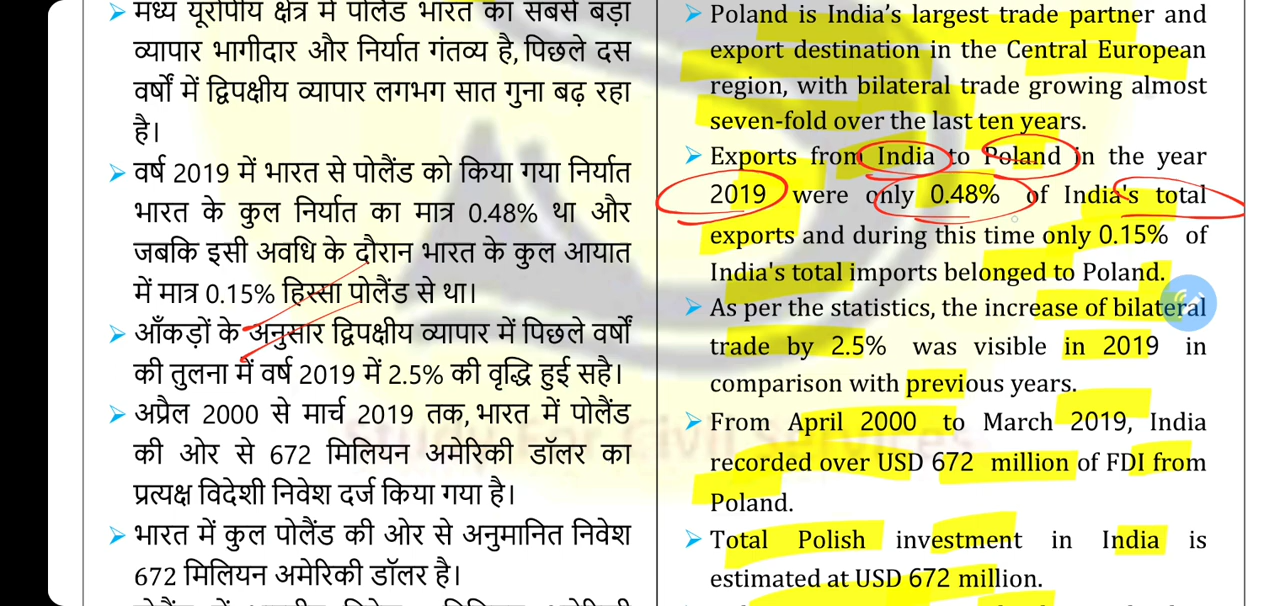 मध्य यूरोपीय क्षेत्र में पोलैंड भारत का सबसे बड़ा
व्यापार भागीदार और निर्यात गंतव्य है, पिछले दस
वर्षों में द्विपक्षीय व्यापार लगभग सात गुना बढ़ रहा
है।
वर्ष 2019 में भारत से पोलैंड को किया गया निर्यात
भारत के कुल निर्यात का मात्र 0.48% था और
जबकि इसी अवधि के दौरान भारत के कुल आयात
में मात्र 0.15% हिस्सा पोलैंड से था।
आँकड़ों के अनुसार द्विपक्षीय व्यापार में पिछले वर्षों
की तुलना में वर्ष 2019 में 2.5% की वृद्धि हुई सहै।
अप्रैल 2000 से मार्च 2019 तक, भारत में पोलैंड
की ओर से 672 मिलियन अमेरिकी डॉलर का
प्रत्यक्ष विदेशी निवेश दर्ज किया गया है।
भारत में कुल पोलैंड की ओर से अनुमानित निवेश
672 मिलियन अमेरिकी डॉलर है।
Poland is India's largest trade partner and
export destination in the Central European
region, with bilateral trade growing almost
seven-fold over the last ten years.
Exports from India to Poland in the year
2019 were only 0.48% of India's total
exports and during this time only 0.15% of
India's total imports belonged to Poland.
As per the statistics, the increase of bilateral
trade by 2.5% was visible in 2019 in
comparison with previous years.
From April 2000 to March 2019, India
recorded over USD 672 million of FDI from
Poland.
Total Polish investment in India is
estimated at USD 672 million.